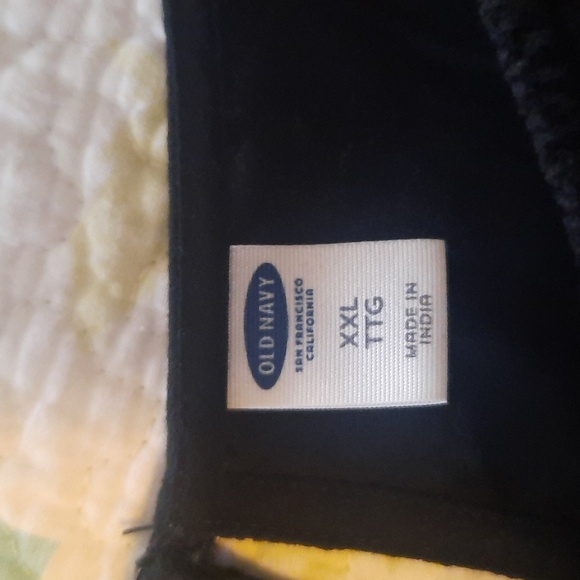 OLD NAVY
SAN FRANCISCO
CALIFORNIA
XXL
TTG
MADE IN
INDIA